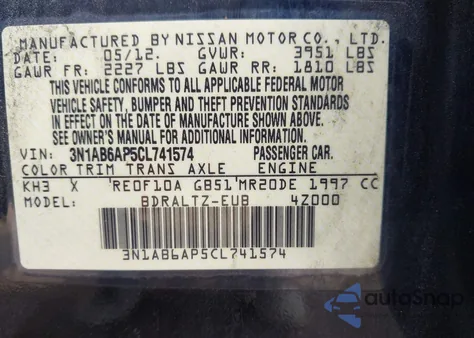 MANUFACTURED BY NISSAN MOTOR CO., LTD.
DATE: 05/12. GVWR: 3951 LBS
GAWR FR: 2227 LBS GAWR RR: 1810 LBS
THIS VEHICLE CONFORMS TO ALL APPLICABLE FEDERAL MOTOR
VEHICLE SAFETY, BUMPER AND THEFT PREVENTION STANDARDS
IN EFFECT ON THE DATE OF MANUFACTURE SHOWN ABOVE.
SEE OWNER'S MANUAL FOR ADDITIONAL INFORMATION.
VIN: 3N1AB6AP5CL741574 PASSENGER CAR.
COLOR TRIM TRANS AXLE ENGINE
KH3 X 'RE0F10A GB51'MR20DE 1997 CC
MODEL: BDRALTZ-EUB 4Z000
3N1AB6AP5CL741574
autoSnap